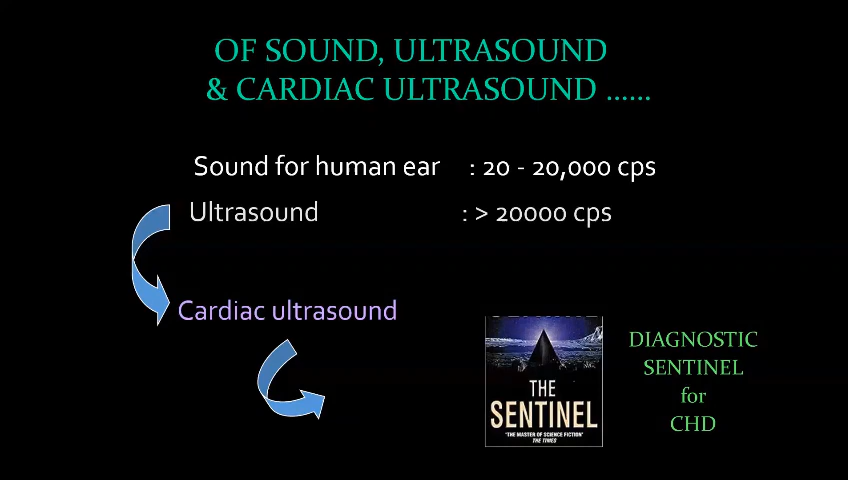 OF SOUND, ULTRASOUND
& CARDIAC ULTRASOUND ......
Sound for human ear : 20 - 20,000 cps
Ultrasound : > 20000 cps
Cardiac ultrasound
THE
SENTINEL
"THE MASTER OF SCIENCE FICTION"
THE TIMES
DIAGNOSTIC
SENTINEL
for
CHD